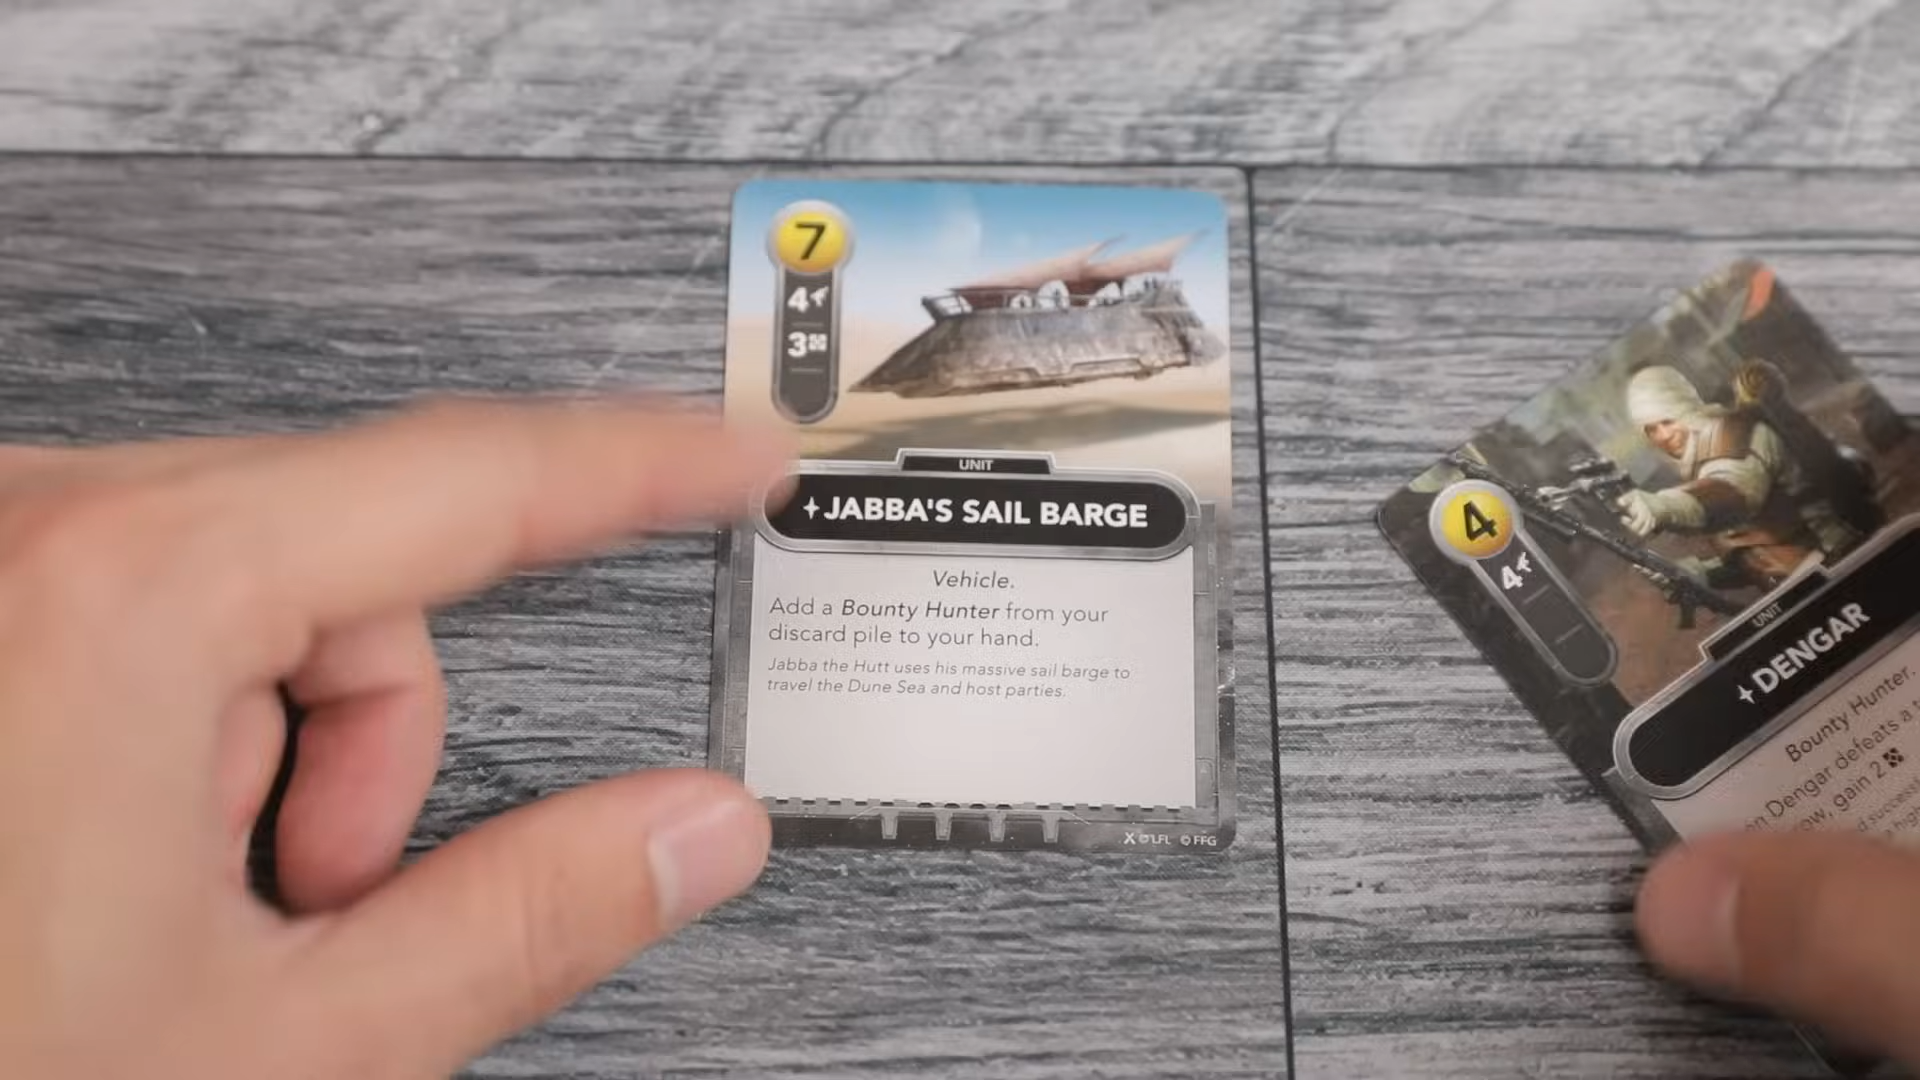 7
4
3
UNIT
JABBA'S SAIL BARGE
Vehicle.
Add a Bounty Hunter from your
discard pile to your hand.
Jabba the Hutt uses his massive sail barge to
travel the Dune Sea and host parties.
X © LFL © FFG
4
4
UNIT
DENGAR
Bounty Hunter.
Dengar defeats a
gain 2